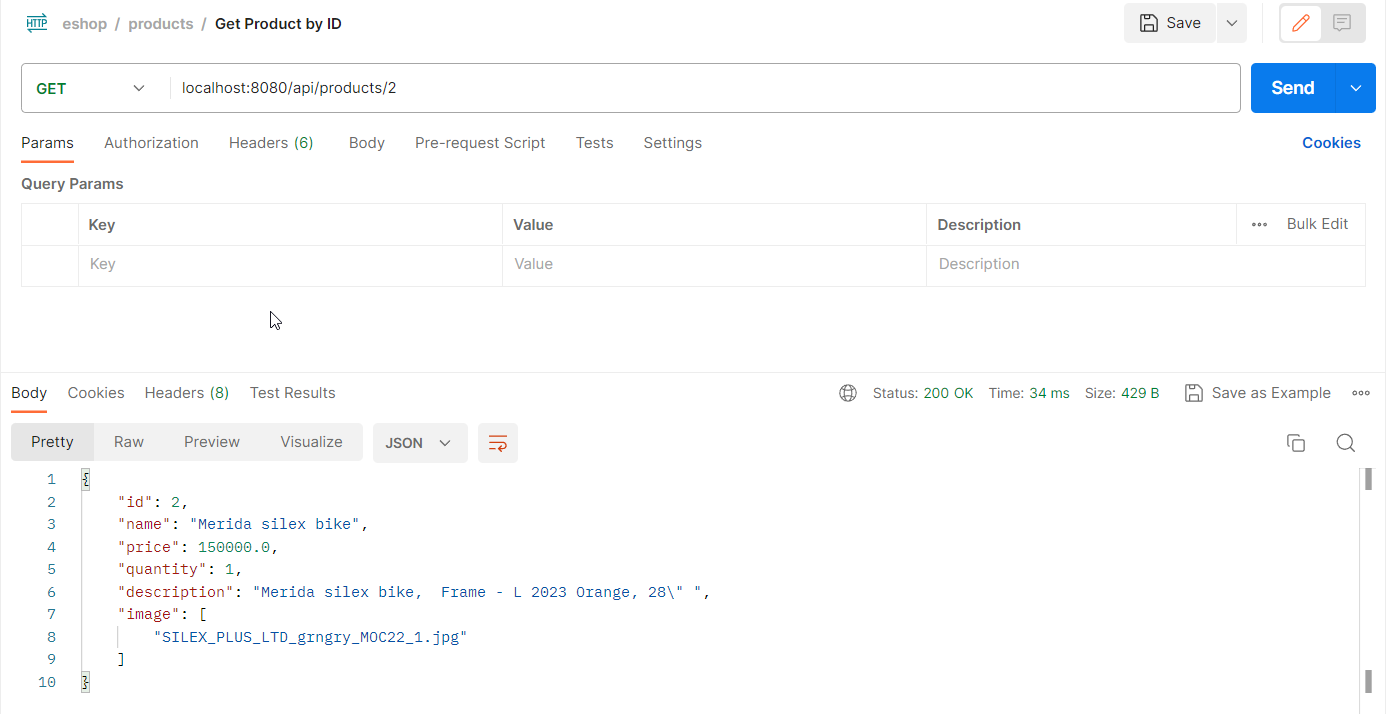 HTTP eshop / products / Get Product by ID Save
GET localhost:8080/api/products/2 Send
Params Authorization Headers (6) Body Pre-request Script Tests Settings Cookies
Query Params
Key Value Description Bulk Edit
Key Value Description
Body Cookies Headers (8) Test Results Status: 200 OK Time: 34 ms Size: 429 B Save as Example
Pretty Raw Preview Visualize JSON
1 {
2 "id": 2,
3 "name": "Merida silex bike",
4 "price": 150000.0,
5 "quantity": 1,
6 "description": "Merida silex bike,  Frame - L 2023 Orange, 28\" ",
7 "image": [
8 "SILEX_PLUS_LTD_grngry_MOC22_1.jpg"
9 ]
10 }